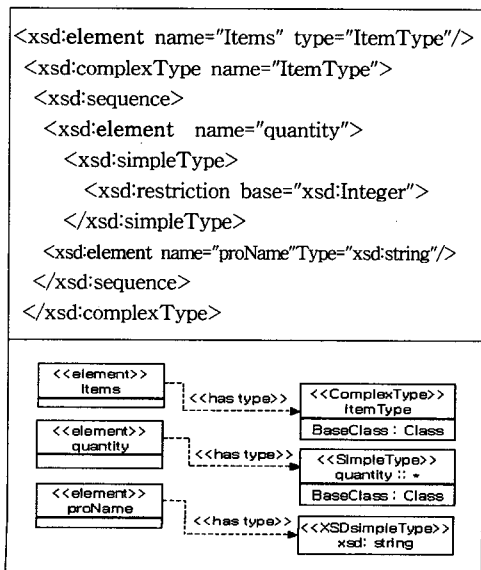 <xsd:element name="Items" type="ItemType"/>
<xsd:complexType name="ItemType">
<xsd:sequence>
<xsd:element name="quantity">
<xsd:simpleType>
<xsd:restriction base="xsd:Integer">
</xsd:simpleType>
<xsd:element name="proName"Type="xsd:string"/>
</xsd:sequence>
</xsd:complexType>
<<element>>
Items
<<has type>>
<<ComplexType>>
ItemType
BaseClass : Class
<<element>>
quantity
<<has type>>
<<SimpleType>>
quantity :: *
BaseClass : Class
<<element>>
proName
<<has type>>
<<XSDsimpleType>>
xsd: string